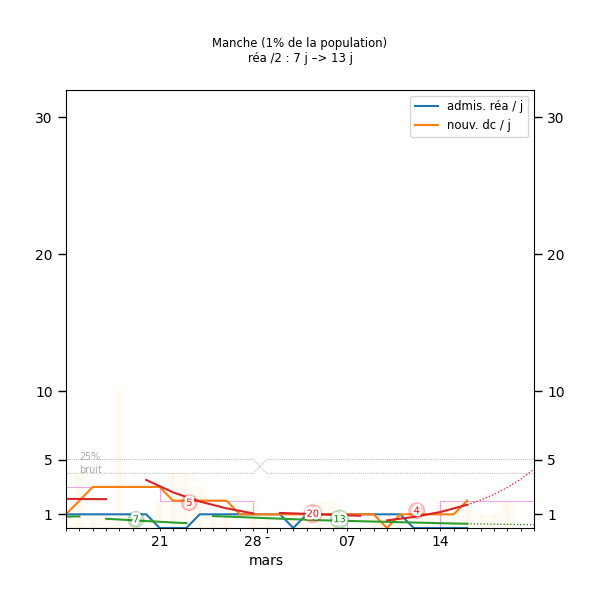 Manche (1% de la population)
réa /2 : 7 j –> 13 j
admis. réa / j
nouv. dc / j
30 30
20 20
10 10
5 5
25%
bruit
1 1
7 5 20 13 4
21 28 07 14
mars